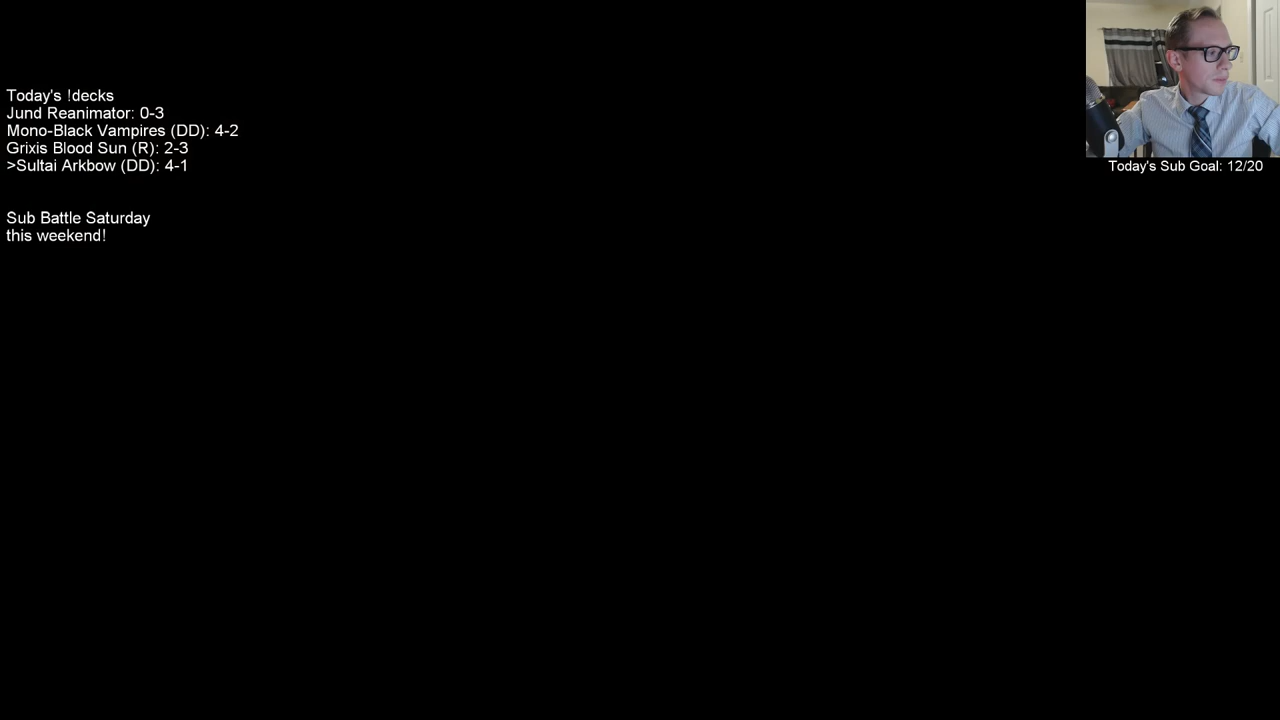 Today's !decks
Jund Reanimator: 0-3
Mono-Black Vampires (DD): 4-2
Grixis Blood Sun (R): 2-3
>Sultai Arkbow (DD): 4-1
Sub Battle Saturday
this weekend!
Today's Sub Goal: 12/20